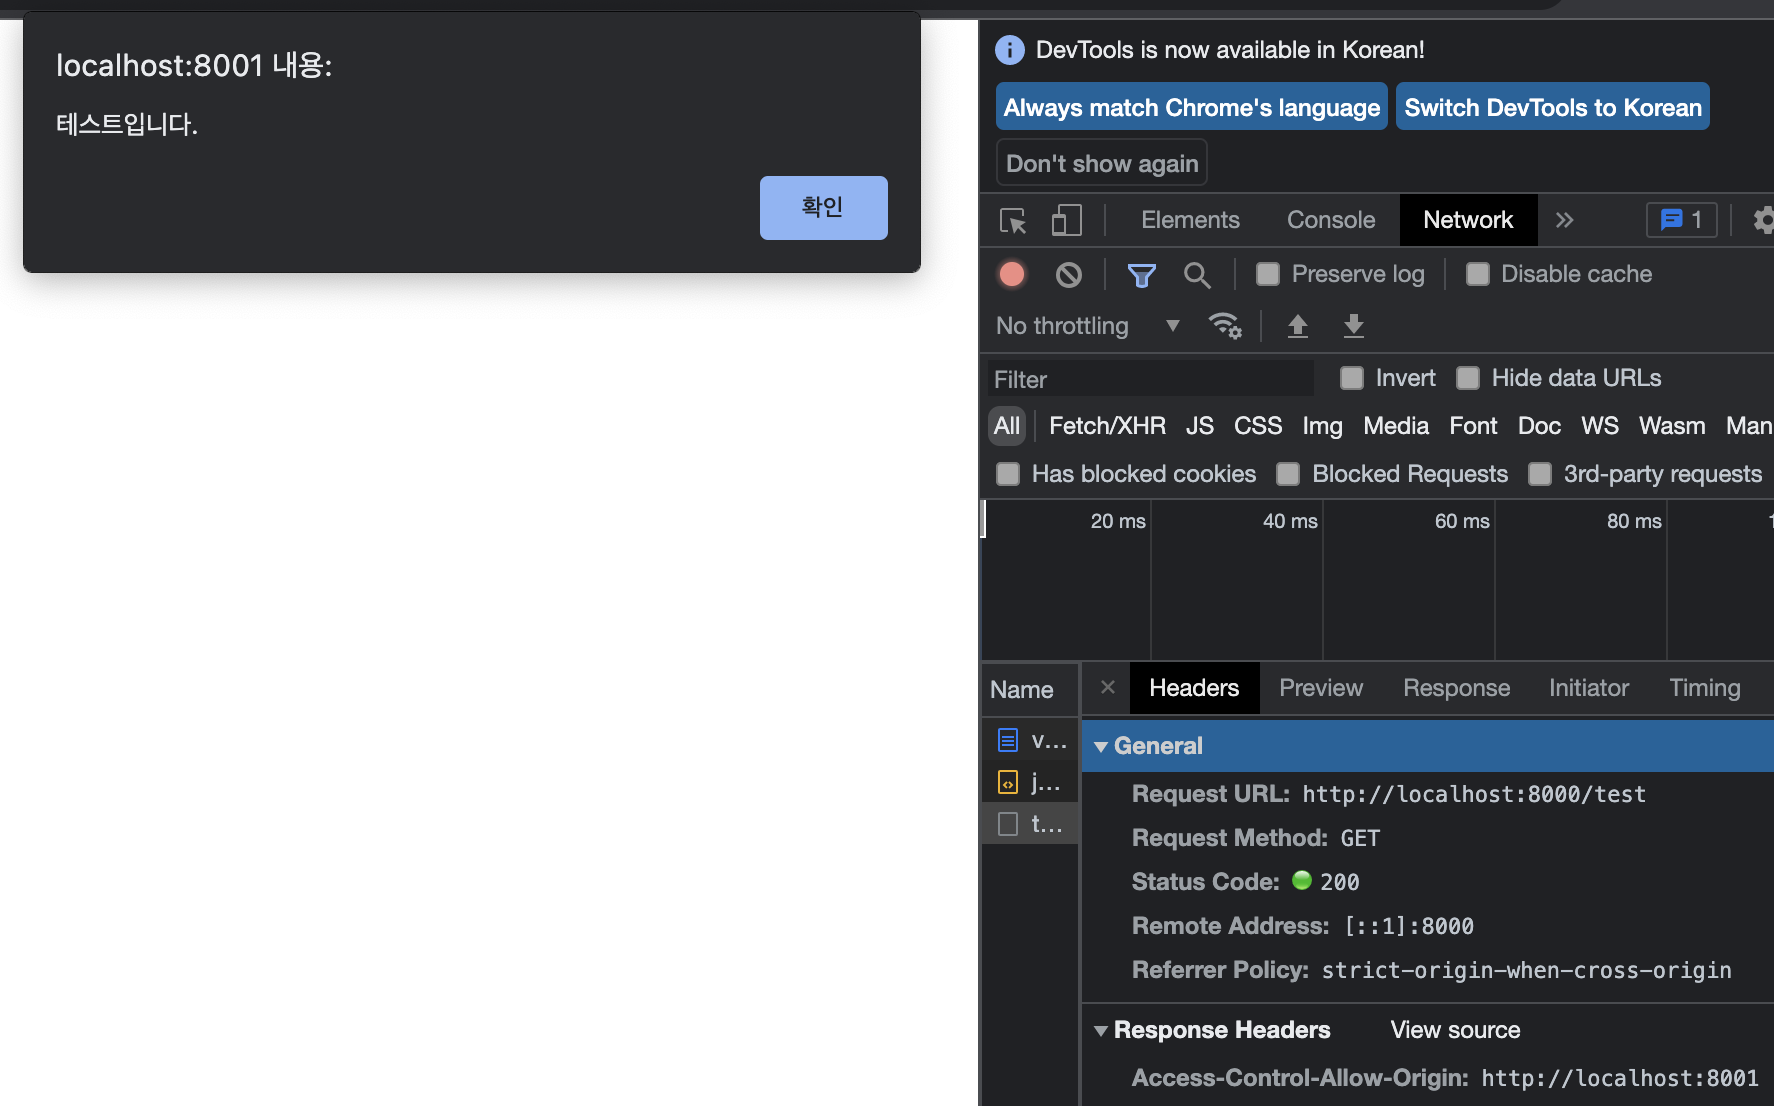 localhost:8001 내용:
테스트입니다.
확인
DevTools is now available in Korean!
Always match Chrome's language
Switch DevTools to Korean
Don't show again
Elements Console Network 1
Preserve log Disable cache
No throttling
Filter Invert Hide data URLs
All Fetch/XHR JS CSS Img Media Font Doc WS Wasm Man
Has blocked cookies Blocked Requests 3rd-party requests
20 ms 40 ms 60 ms 80 ms 1
Name
v...
j...
t...
Headers Preview Response Initiator Timing
General
Request URL: http://localhost:8000/test
Request Method: GET
Status Code: 200
Remote Address: [::1]:8000
Referrer Policy: strict-origin-when-cross-origin
Response Headers View source
Access-Control-Allow-Origin: http://localhost:8001